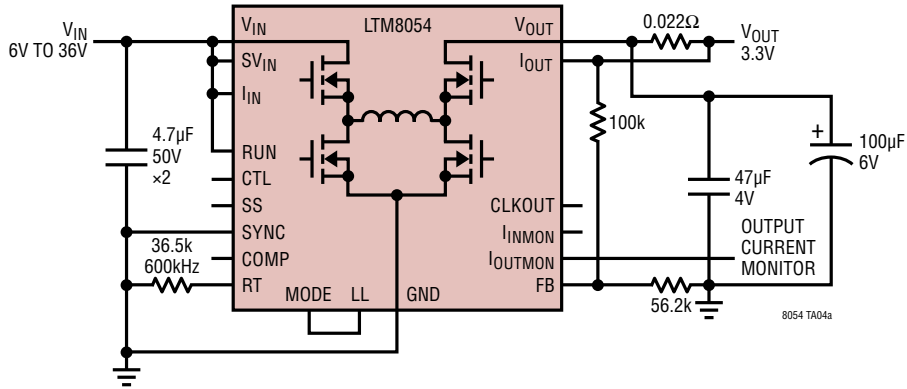 LTM8054
VIN
6V TO 36V
4.7µF
50V
×2
36.5k
600kHz
VIN
SVIN
IIN
RUN
CTL
SS
SYNC
COMP
RT
MODE
LL
GND
VOUT
IOUT
CLKOUT
IINMON
IOUTMON
FB
0.022Ω
VOUT
3.3V
100k
47µF
4V
+
100µF
6V
OUTPUT
CURRENT
MONITOR
56.2k
8054 TA04a